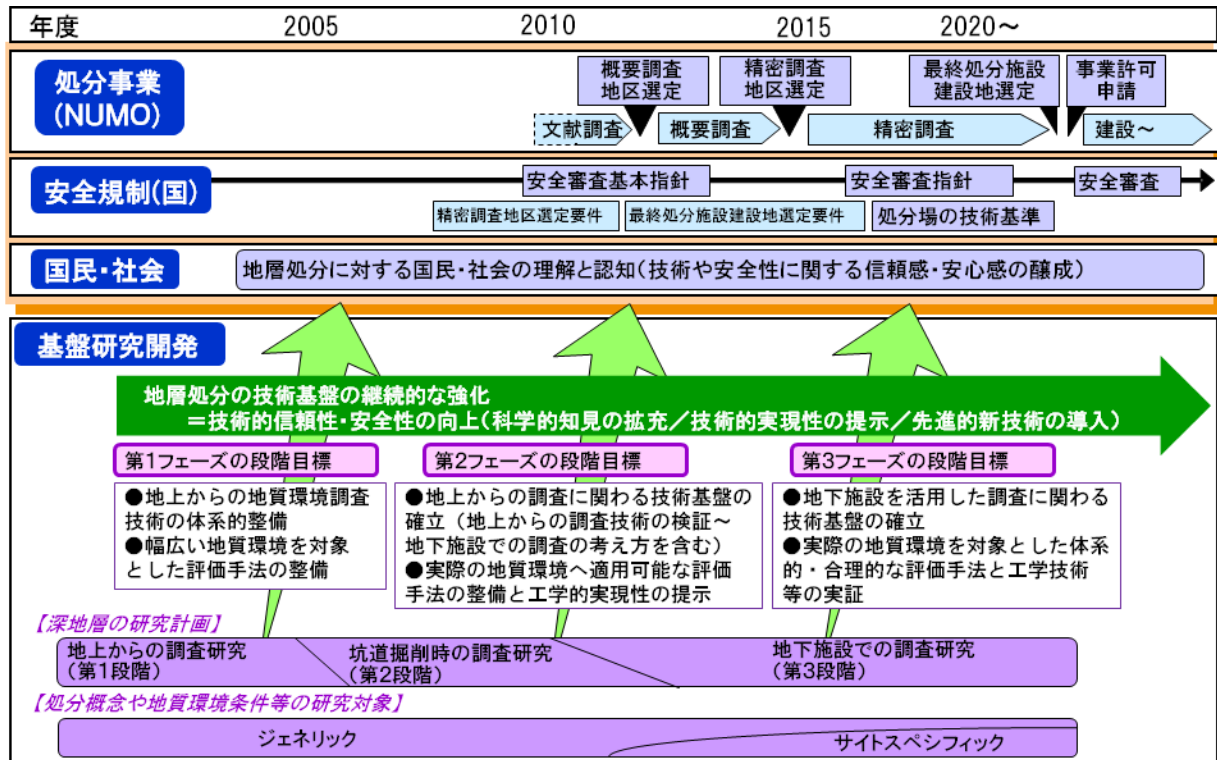 年度 2005 2010 2015 2020～
処分事業
(NUMO)
概要調査
地区選定
精密調査
地区選定
最終処分施設
建設地選定
事業許可
申請
文献調査
概要調査
精密調査
建設～
安全規制(国)
安全審査基本指針
安全審査指針
安全審査
精密調査地区選定要件
最終処分施設建設地選定要件
処分場の技術基準
国民・社会
地層処分に対する国民・社会の理解と認知(技術や安全性に関する信頼感・安心感の醸成)
基盤研究開発
地層処分の技術基盤の継続的な強化
＝技術的信頼性・安全性の向上(科学的知見の拡充／技術的実現性の提示／先進的新技術の導入)
第1フェーズの段階目標
●地上からの地質環境調査
技術の体系的整備
●幅広い地質環境を対象
とした評価手法の整備
第2フェーズの段階目標
●地上からの調査に関わる技術基盤の
確立（地上からの調査技術の検証～
地下施設での調査の考え方を含む）
●実際の地質環境へ適用可能な評価
手法の整備と工学的実現性の提示
第3フェーズの段階目標
●地下施設を活用した調査に関わる
技術基盤の確立
●実際の地質環境を対象とした体系
的・合理的な評価手法と工学技術
等の実証
【深地層の研究計画】
地上からの調査研究
(第1段階)
坑道掘削時の調査研究
(第2段階)
地下施設での調査研究
(第3段階)
【処分概念や地質環境条件等の研究対象】
ジェネリック
サイトスペシフィック